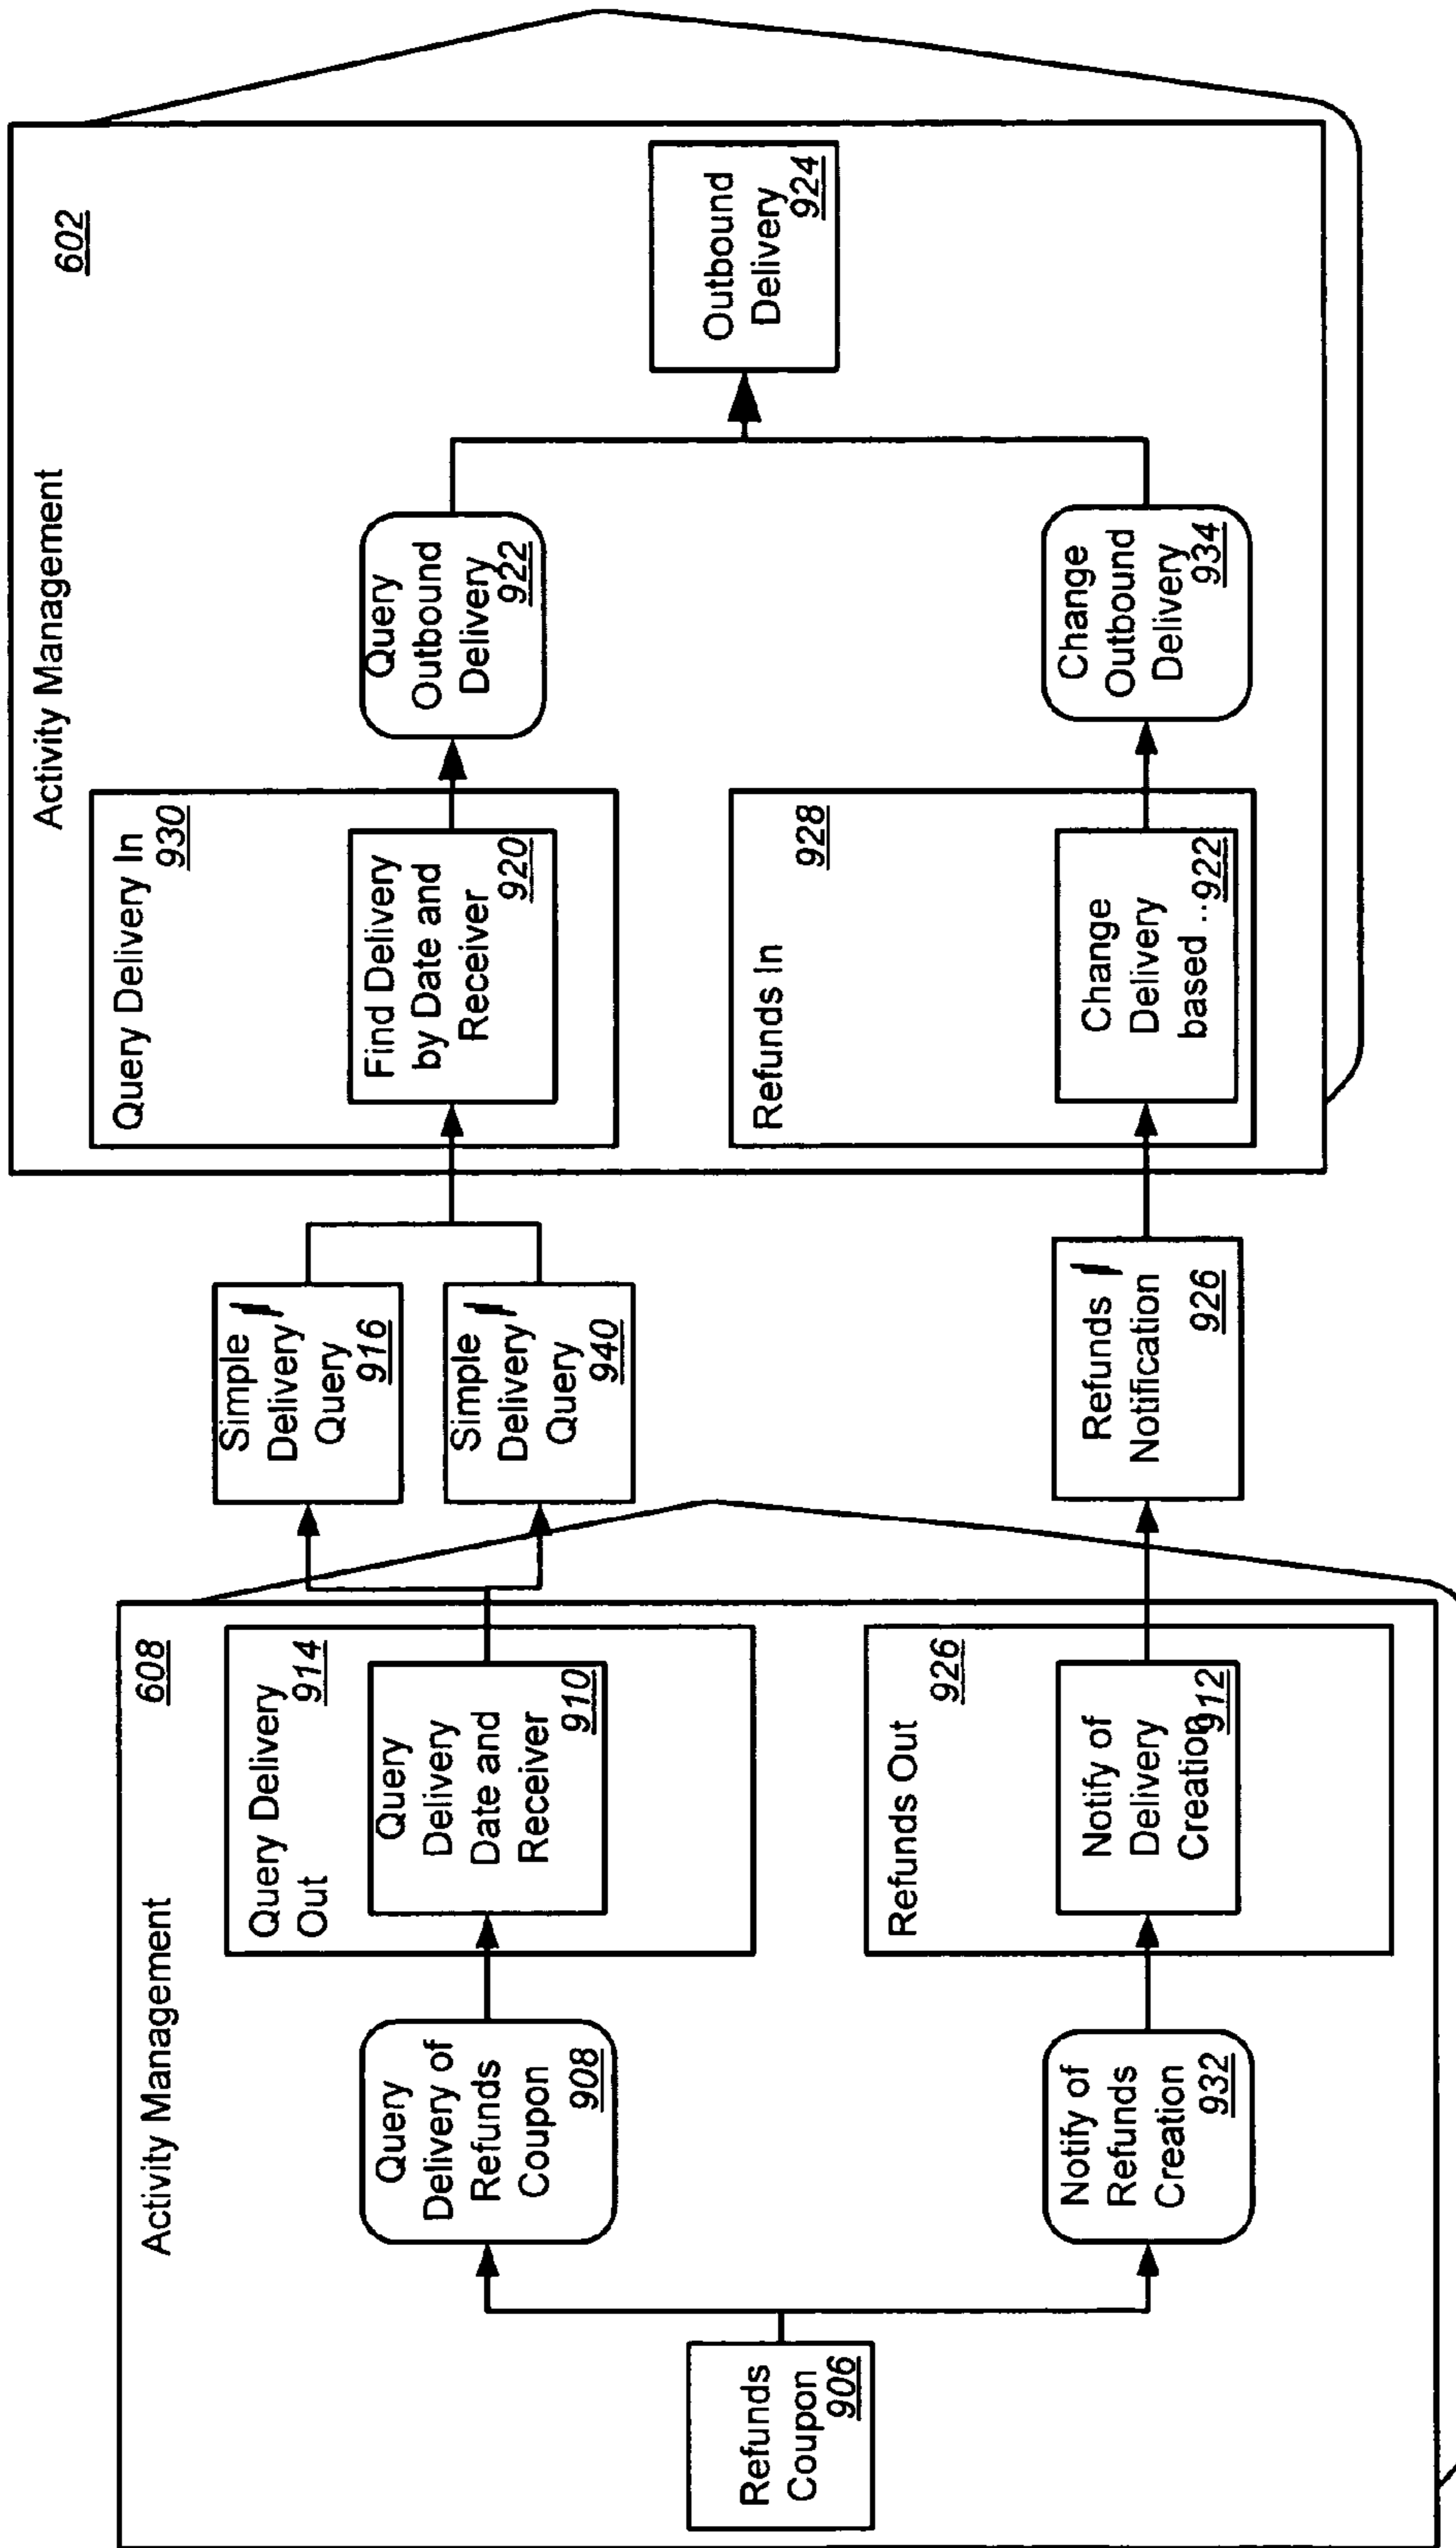 Activity Management
608
Refunds
Coupon
906
Query
Delivery of
Refunds
Coupon
908
Query Delivery
Out
914
Query
Delivery
Date and
Receiver
910
Notify of
Refunds
Creation
932
Refunds Out
926
Notify of
Delivery
Creation
912
Simple
Delivery
Query
916
Simple
Delivery
Query
940
Refunds
Notification
926
Activity Management
602
Query Delivery In
930
Find Delivery
by Date and
Receiver
920
Query
Outbound
Delivery
922
Refunds In
928
Change
Delivery
based ..
922
Change
Outbound
Delivery
934
Outbound
Delivery
924